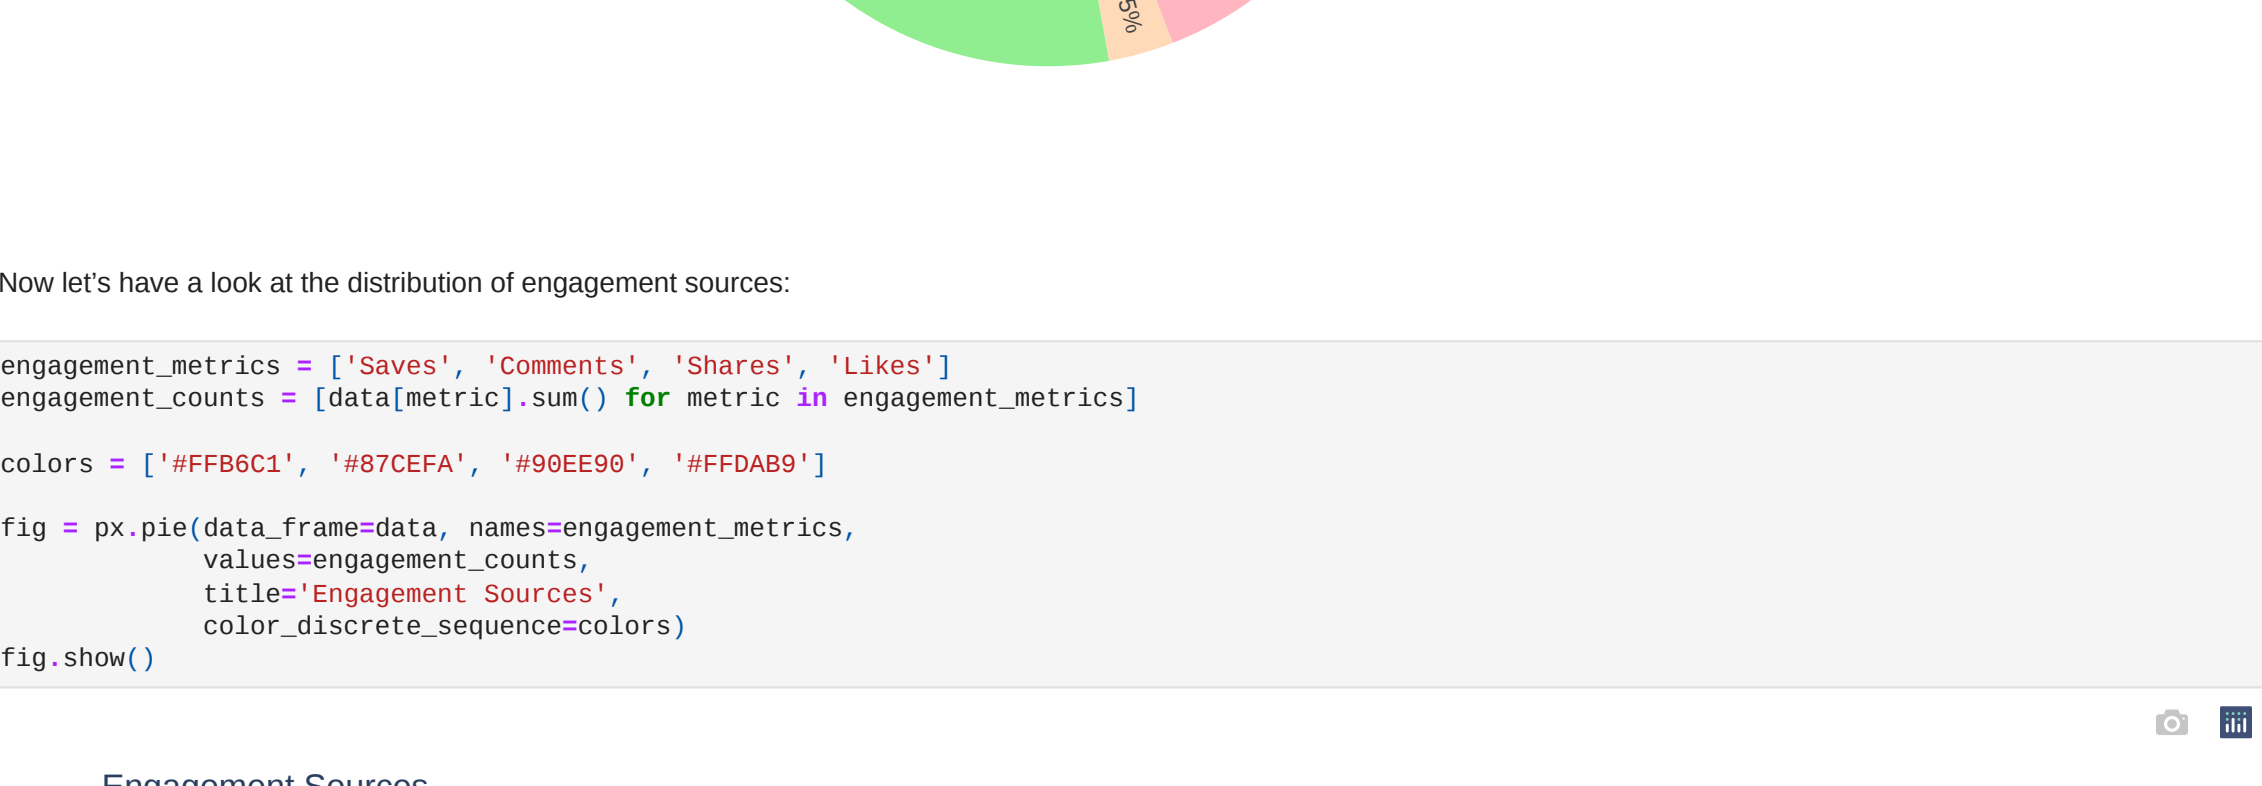 5%
Now let’s have a look at the distribution of engagement sources:
engagement_metrics = ['Saves', 'Comments', 'Shares', 'Likes']
engagement_counts = [data[metric].sum() for metric in engagement_metrics]
colors = ['#FFB6C1', '#87CEFA', '#90EE90', '#FFDAB9']
fig = px.pie(data_frame=data, names=engagement_metrics,
values=engagement_counts,
title='Engagement Sources',
color_discrete_sequence=colors)
fig.show()
Engagement Sources